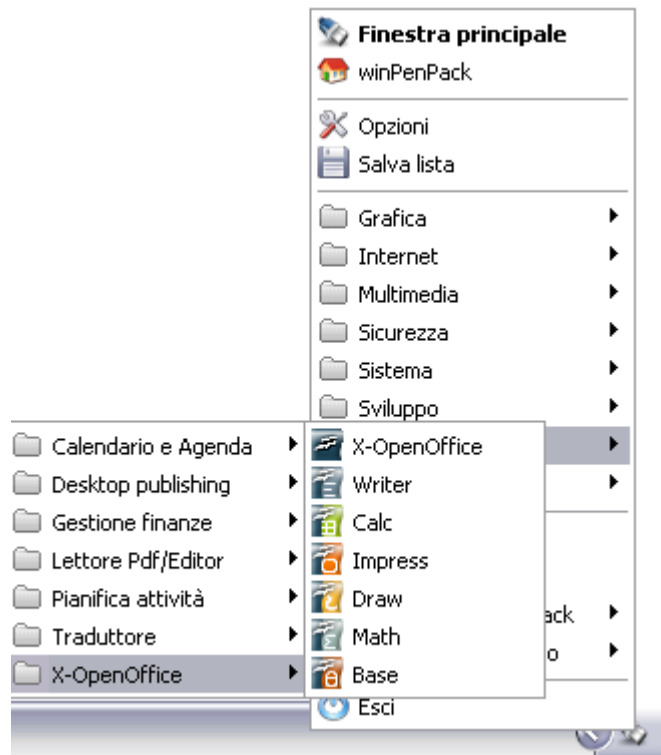 Finestra principale
winPenPack
Opzioni
Salva lista
Grafica
Internet
Multimedia
Sicurezza
Sistema
Sviluppo
Calendario e Agenda
Desktop publishing
Gestione finanze
Lettore Pdf/Editor
Pianifica attività
Traduttore
X-OpenOffice
X-OpenOffice
Writer
Calc
Impress
Draw
Math
Base
ack
o
Esci